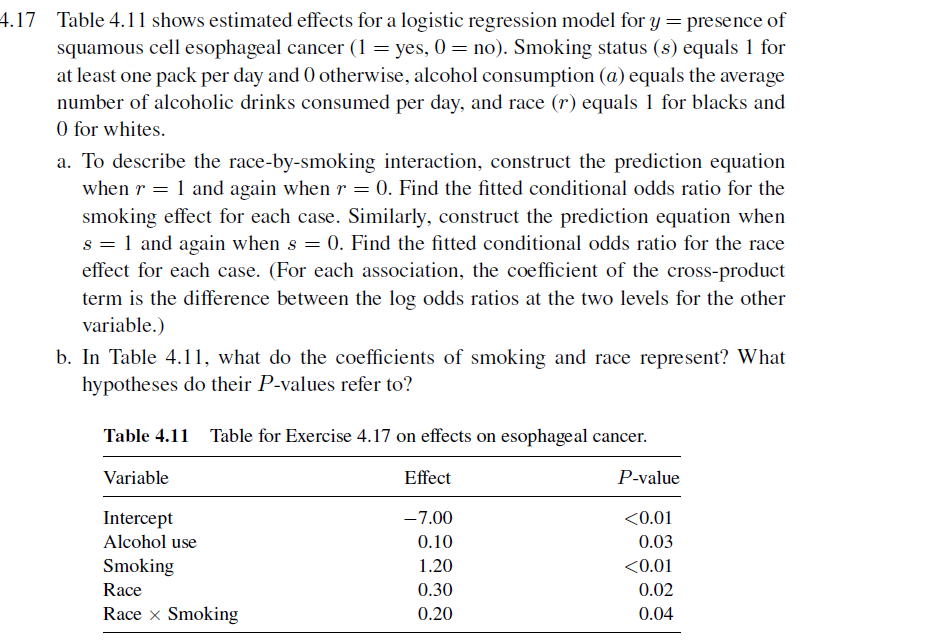 4.17 Table 4.11 shows estimated effects for a logistic regression model for y = presence of
squamous cell esophageal cancer (1 = yes, 0 = no). Smoking status (s) equals 1 for
at least one pack per day and 0 otherwise, alcohol consumption (a) equals the average
number of alcoholic drinks consumed per day, and race (r) equals 1 for blacks and
0 for whites.
a. To describe the race-by-smoking interaction, construct the prediction equation
when r = 1 and again when r = 0. Find the fitted conditional odds ratio for the
smoking effect for each case. Similarly, construct the prediction equation when
s = 1 and again when s = 0. Find the fitted conditional odds ratio for the race
effect for each case. (For each association, the coefficient of the cross-product
term is the difference between the log odds ratios at the two levels for the other
variable.)
b. In Table 4.11, what do the coefficients of smoking and race represent? What
hypotheses do their P-values refer to?
Table 4.11 Table for Exercise 4.17 on effects on esophageal cancer.
Variable Effect P-value
Intercept −7.00 <0.01
Alcohol use 0.10 0.03
Smoking 1.20 <0.01
Race 0.30 0.02
Race × Smoking 0.20 0.04